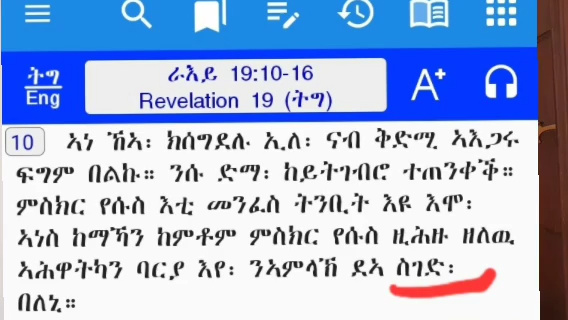 ትግ
Eng
ራእይ 19:10-16
Revelation 19 (ትግ)
A+
10 ኣነ ኸኣ፡ ክሰግደሉ ኢለ፡ ናብ ቅድሚ ኣእጋሩ
ፍግም በልኩ። ንሱ ድማ፡ ከይትገብሮ ተጠንቀቕ።
ምስክር የሱስ እቲ መንፈስ ትንቢት እዩ እሞ፡
ኣነስ ከማኻን ከምቶም ምስክር የሱስ ዚሕዙ ዘለዉ
ኣሕዋትካን ባርያ እየ፡ ንኣምላኽ ደኣ ስገድ፡
በለኒ።